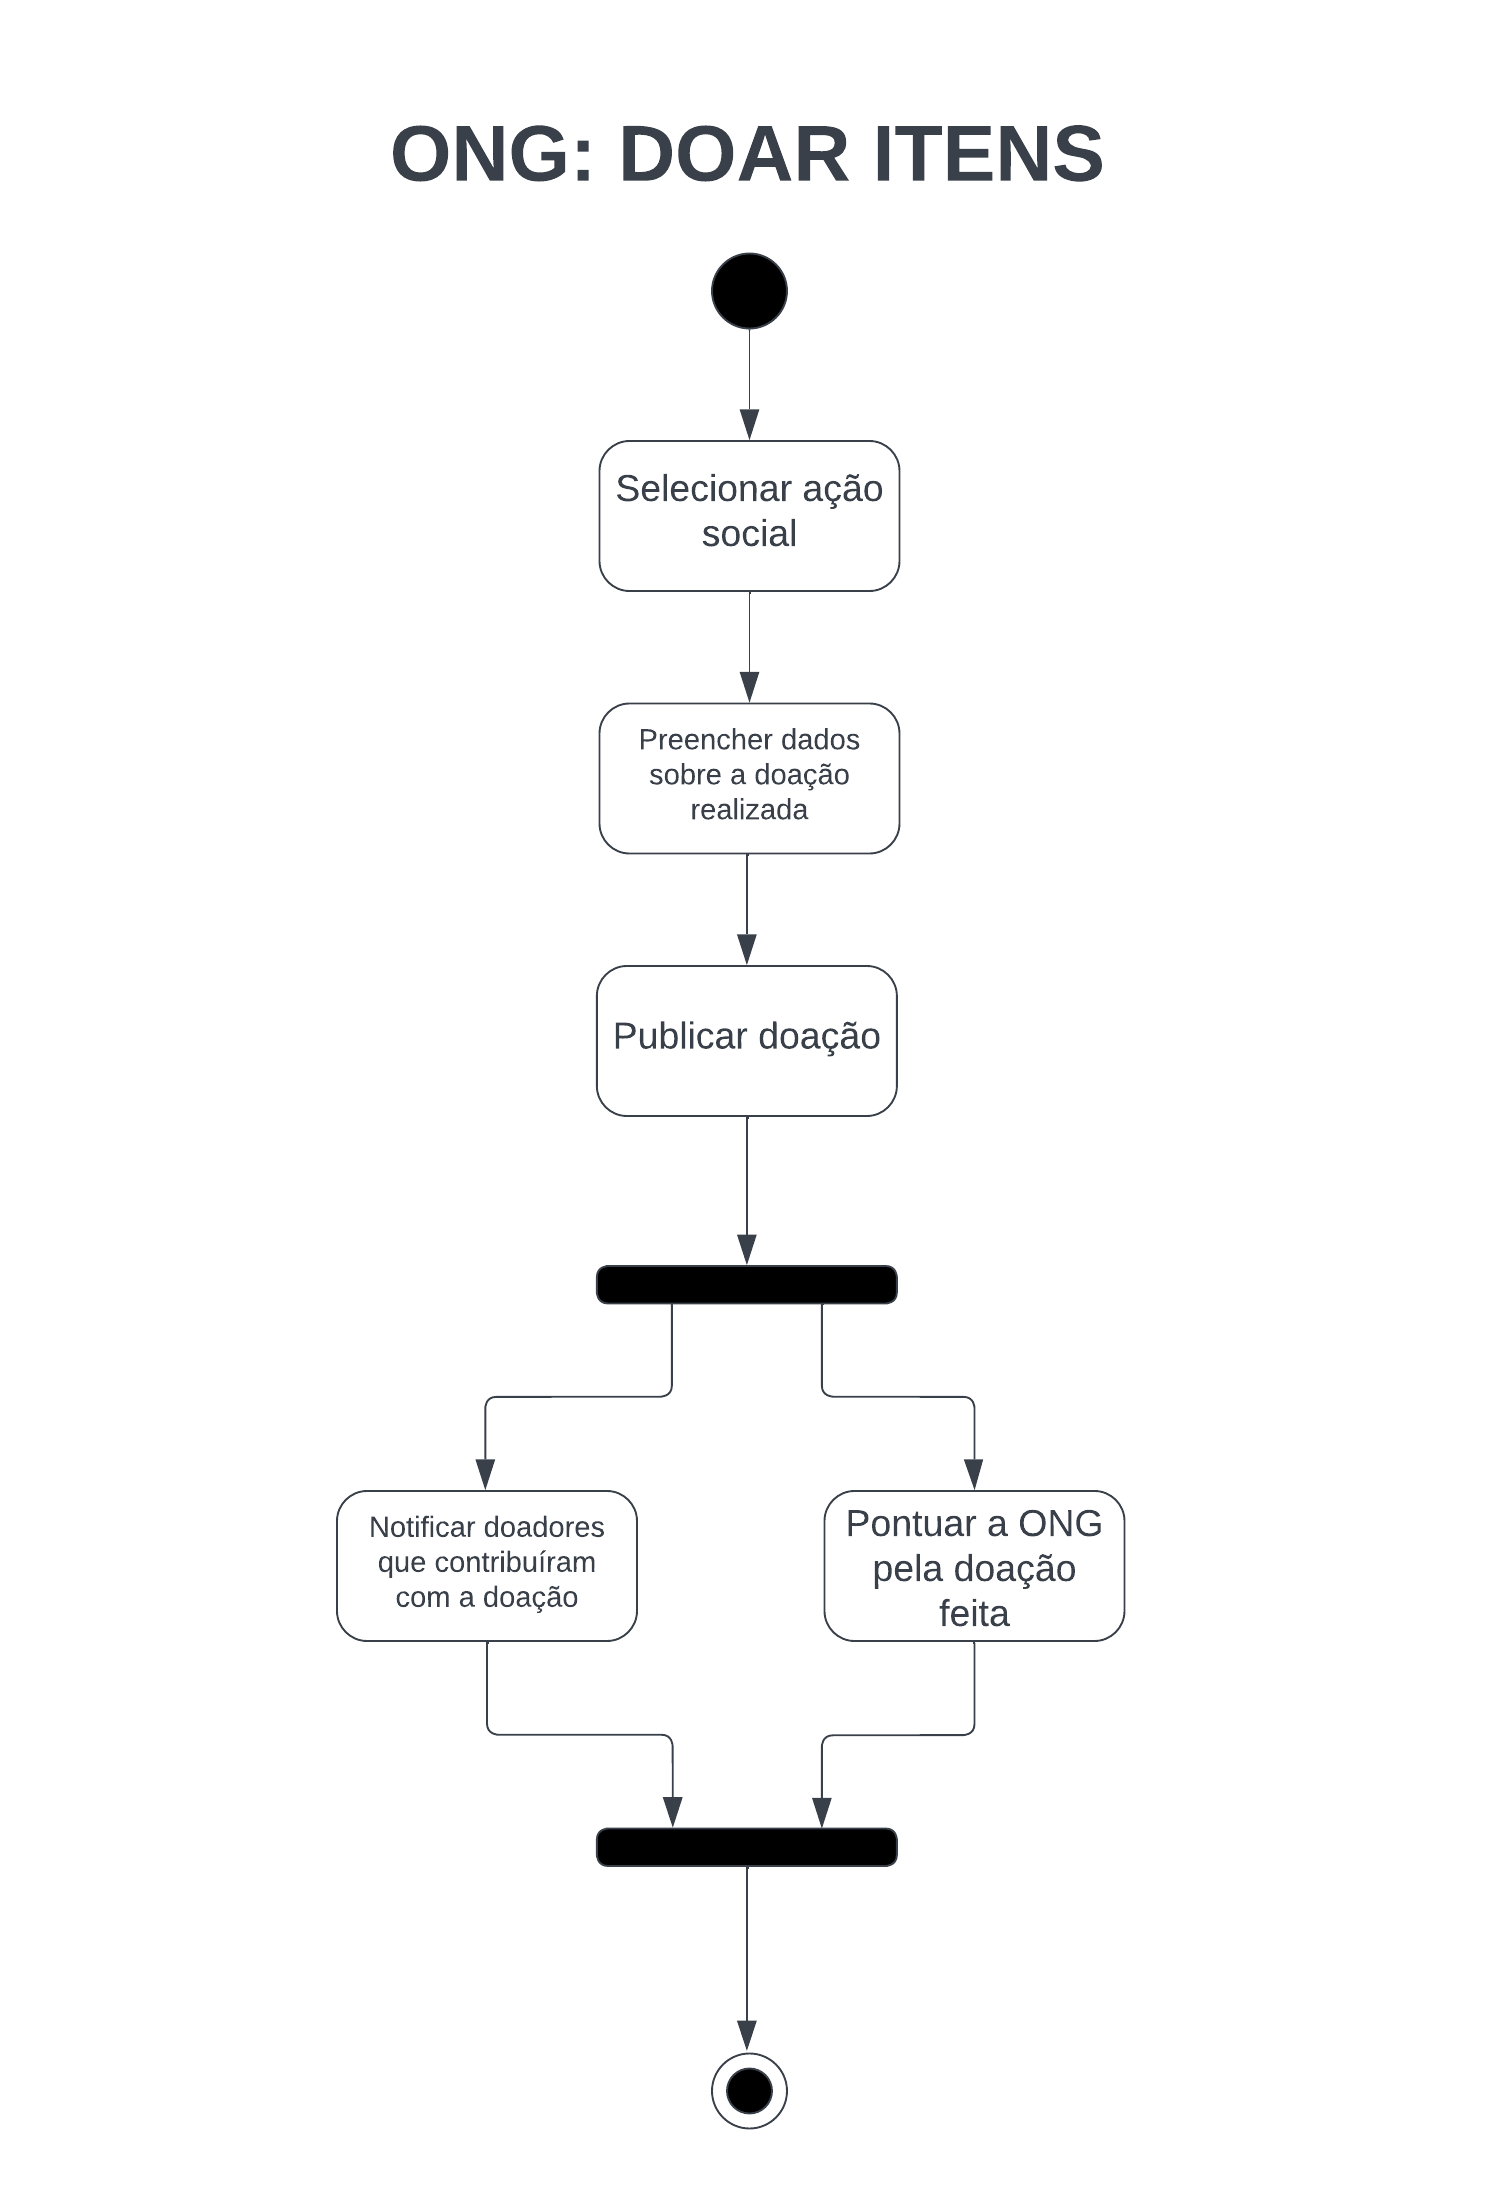 ONG: DOAR ITENS
Selecionar ação
social
Preencher dados
sobre a doação
realizada
Publicar doação
Notificar doadores
que contribuíram
com a doação
Pontuar a ONG
pela doação
feita